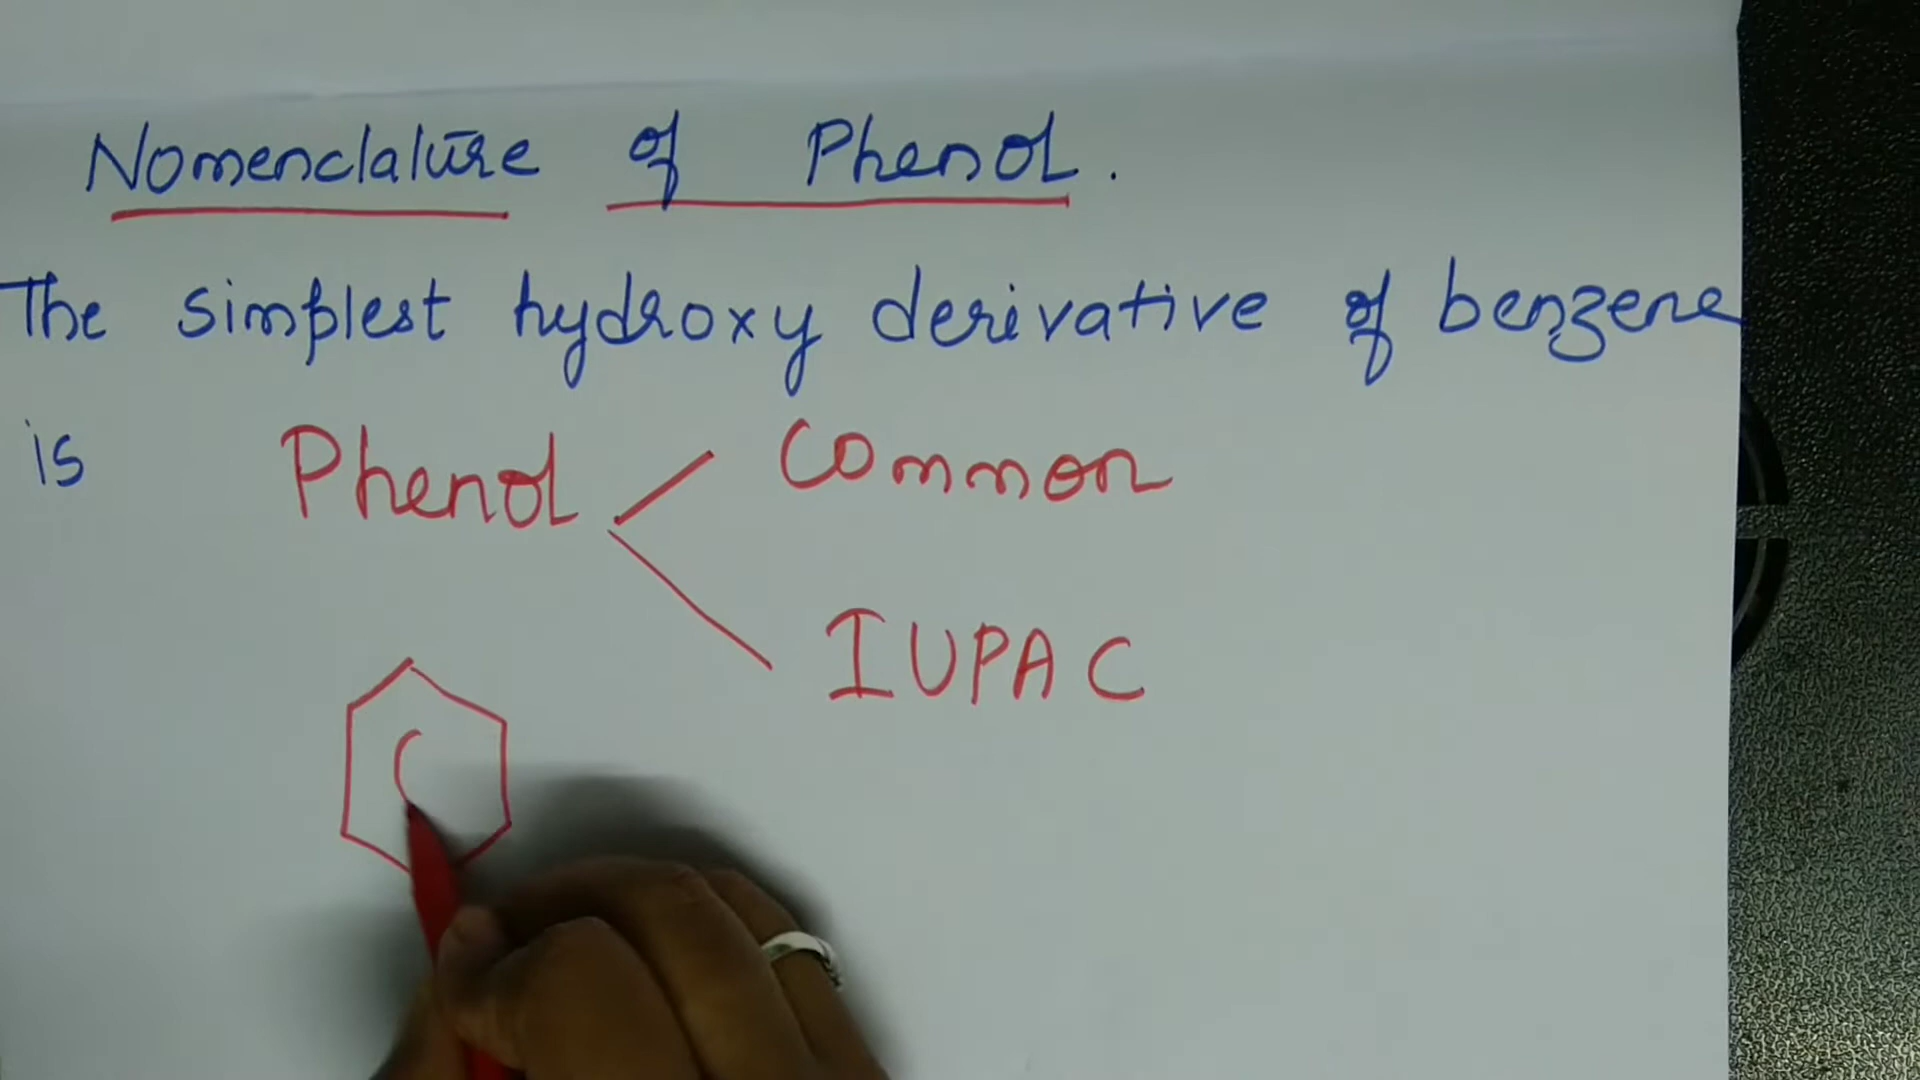 Nomenclature of Phenol.
The simplest hydroxy derivative of benzene
is Phenol Common
IUPAC